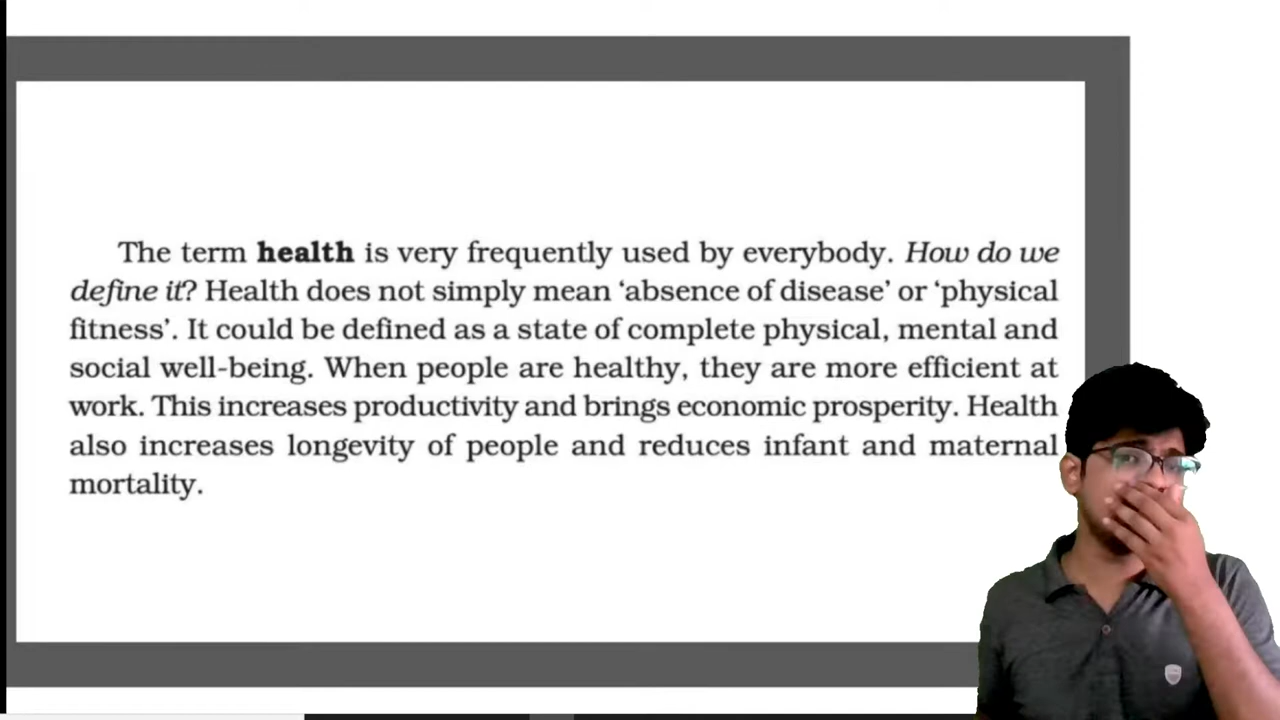 The term health is very frequently used by everybody. How do we
define it? Health does not simply mean ‘absence of disease’ or ‘physical
fitness’. It could be defined as a state of complete physical, mental and
social well-being. When people are healthy, they are more efficient at
work. This increases productivity and brings economic prosperity. Health
also increases longevity of people and reduces infant and maternal
mortality.